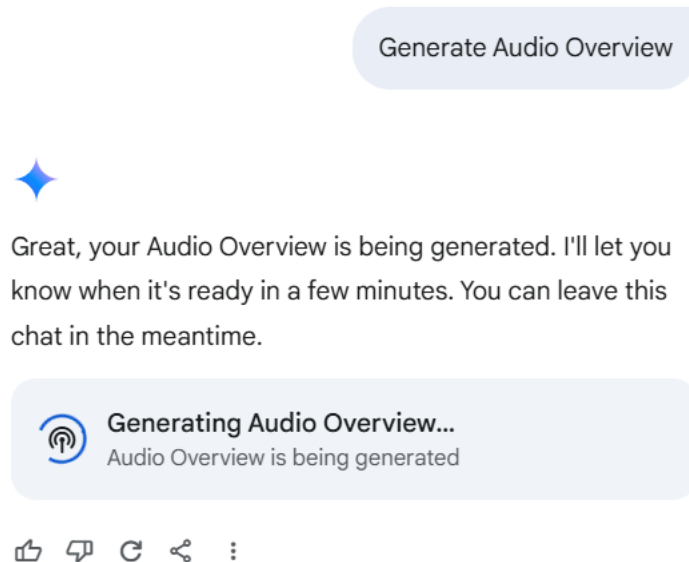 Generate Audio Overview
Great, your Audio Overview is being generated. I'll let you
know when it's ready in a few minutes. You can leave this
chat in the meantime.
Generating Audio Overview...
Audio Overview is being generated